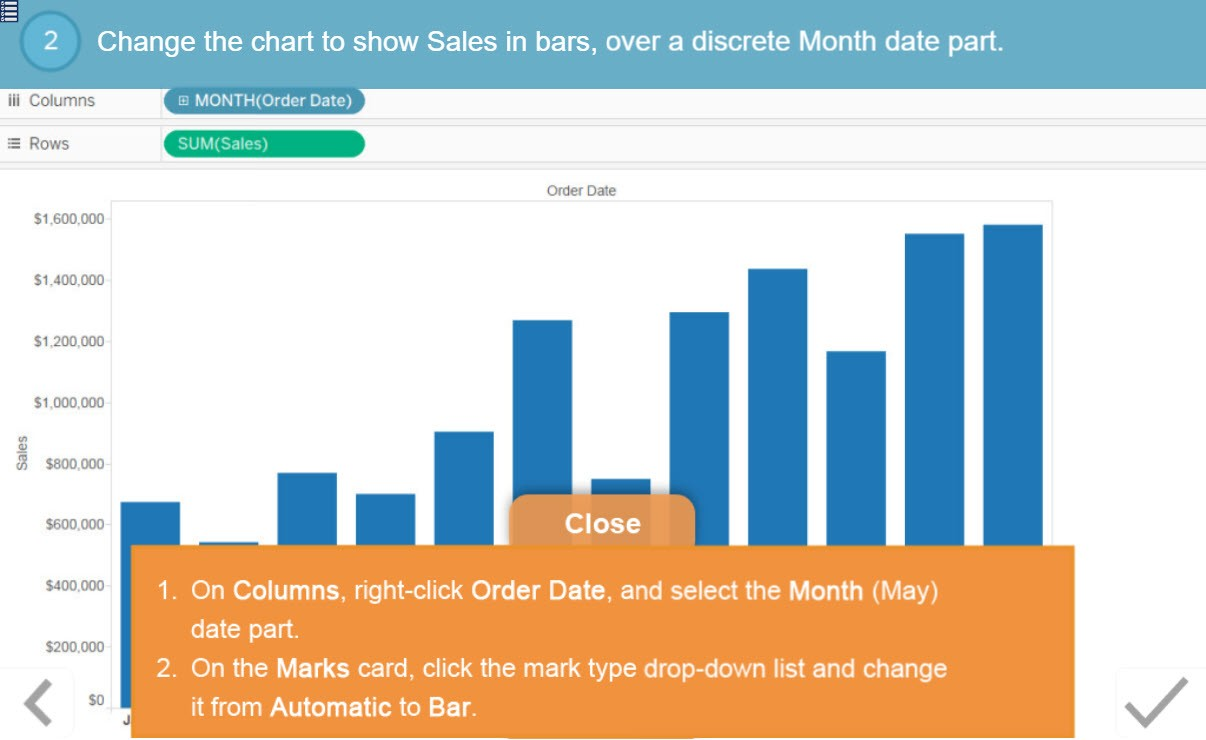 2
Change the chart to show Sales in bars, over a discrete Month date part.
Columns
MONTH(Order Date)
Rows
SUM(Sales)
Order Date
$1,600,000
$1,400,000
$1,200,000
$1,000,000
Sales
$800,000
$600,000
$400,000
$200,000
$0
J
Close
1. On Columns, right-click Order Date, and select the Month (May)
date part.
2. On the Marks card, click the mark type drop-down list and change
it from Automatic to Bar.